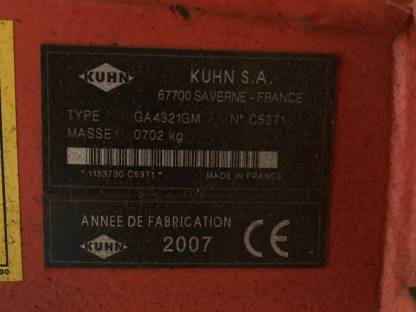 KUHN
KUHN S.A.
67700 SAVERNE - FRANCE
TYPE GA4321GM N° C5371
MASSE 0702 kg
* 1133730 C5371 * MADE IN FRANCE
ANNEE DE FABRICATION
KUHN 2007 CE